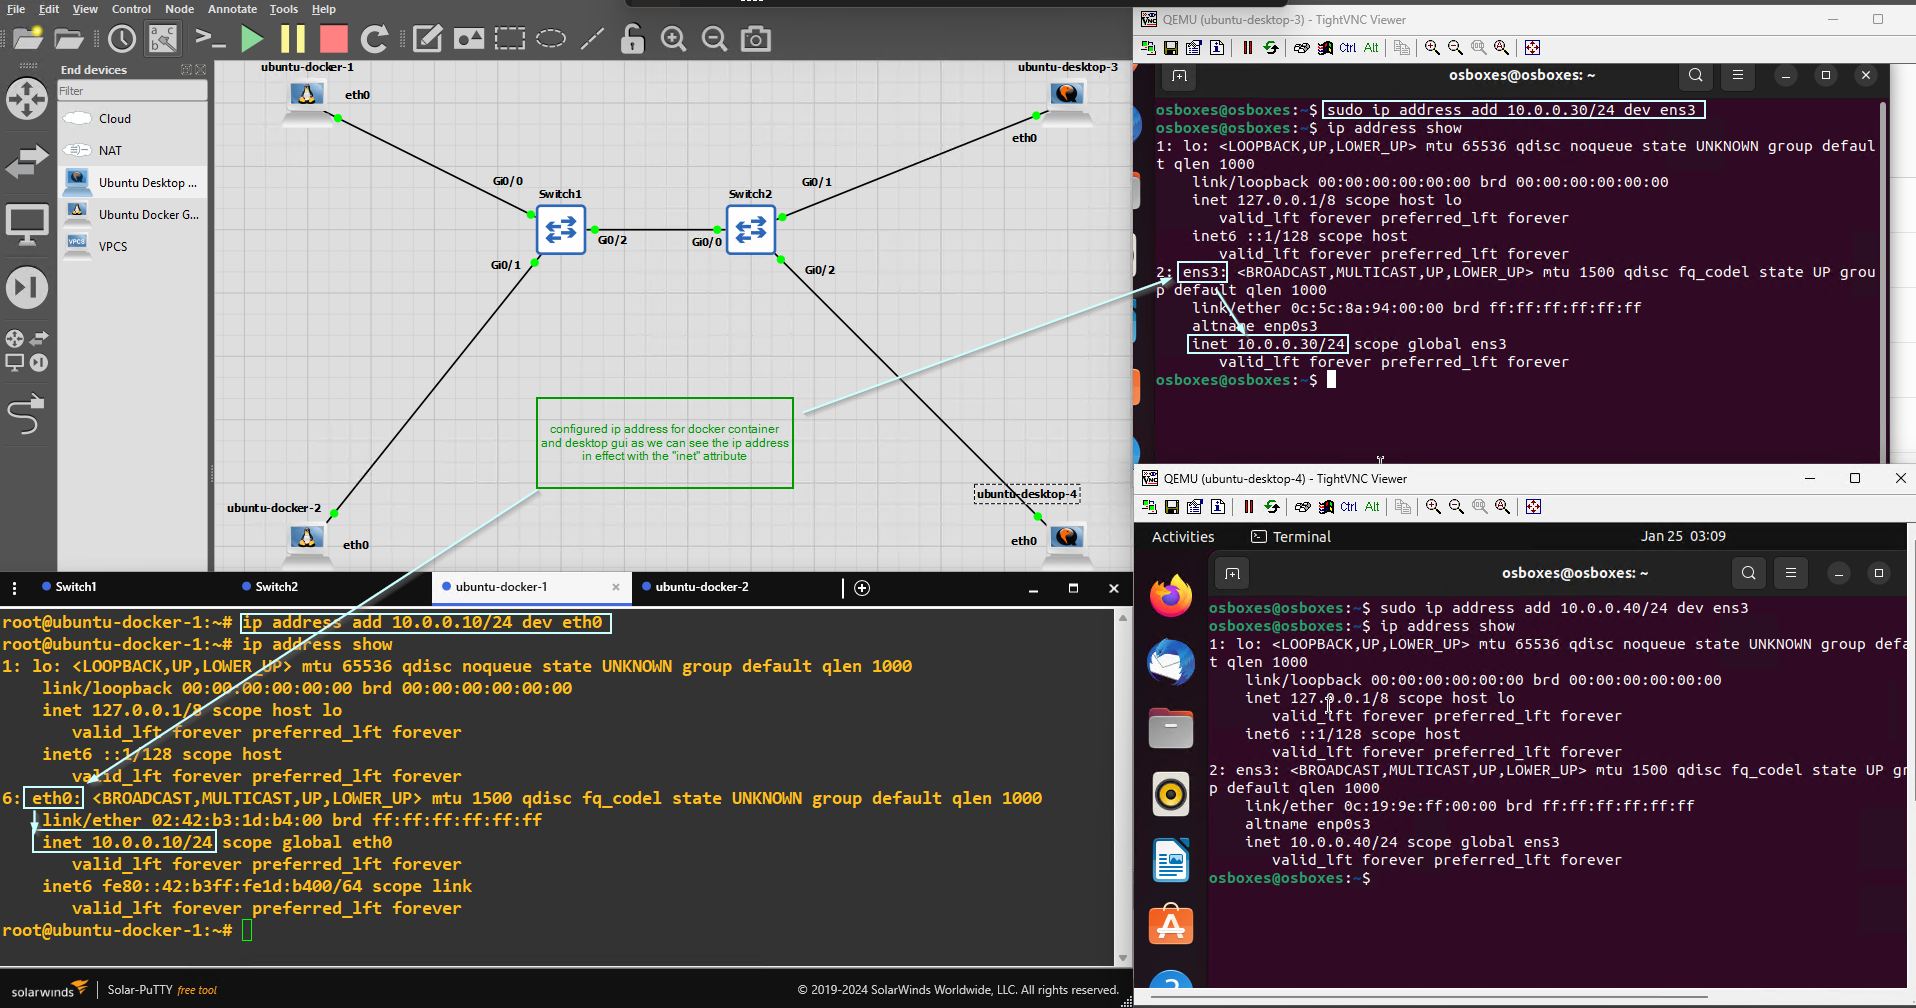 File Edit View Control Node Annotate Tools Help
End devices
Filter
Cloud
NAT
Ubuntu Desktop ...
Ubuntu Docker G...
VPCS
ubuntu-docker-1
eth0
ubuntu-desktop-3
eth0
Gi0/0
Switch1
Gi0/2
Gi0/1
Switch2
Gi0/1
Gi0/0
Gi0/2
configured ip address for docker container
and desktop gui as we can see the ip address
in effect with the "inet" attribute
ubuntu-docker-2
eth0
ubuntu-desktop-4
eth0
Switch1
Switch2
ubuntu-docker-1
ubuntu-docker-2
root@ubuntu-docker-1:~# ip address add 10.0.0.10/24 dev eth0
root@ubuntu-docker-1:~# ip address show
1: lo: <LOOPBACK,UP,LOWER_UP> mtu 65536 qdisc noqueue state UNKNOWN group default qlen 1000
link/loopback 00:00:00:00:00:00 brd 00:00:00:00:00:00
inet 127.0.0.1/8 scope host lo
valid_lft forever preferred_lft forever
inet6 ::1/128 scope host
valid_lft forever preferred_lft forever
6: eth0: <BROADCAST,MULTICAST,UP,LOWER_UP> mtu 1500 qdisc fq_codel state UNKNOWN group default qlen 1000
link/ether 02:42:b3:1d:b4:00 brd ff:ff:ff:ff:ff:ff
inet 10.0.0.10/24 scope global eth0
valid_lft forever preferred_lft forever
inet6 fe80::42:b3ff:fe1d:b400/64 scope link
valid_lft forever preferred_lft forever
root@ubuntu-docker-1:~#
solarwinds Solar-PuTTY free tool
© 2019-2024 SolarWinds Worldwide, LLC. All rights reserved.
QEMU (ubuntu-desktop-3) - TightVNC Viewer
Ctrl Alt
osboxes@osboxes: ~
osboxes@osboxes:~$ sudo ip address add 10.0.0.30/24 dev ens3
osboxes@osboxes:~$ ip address show
1: lo: <LOOPBACK,UP,LOWER_UP> mtu 65536 qdisc noqueue state UNKNOWN group defaul
t qlen 1000
link/loopback 00:00:00:00:00:00 brd 00:00:00:00:00:00
inet 127.0.0.1/8 scope host lo
valid_lft forever preferred_lft forever
inet6 ::1/128 scope host
valid_lft forever preferred_lft forever
2: ens3: <BROADCAST,MULTICAST,UP,LOWER_UP> mtu 1500 qdisc fq_codel state UP grou
p default qlen 1000
link/ether 0c:5c:8a:94:00:00 brd ff:ff:ff:ff:ff:ff
altname enp0s3
inet 10.0.0.30/24 scope global ens3
valid_lft forever preferred_lft forever
osboxes@osboxes:~$
QEMU (ubuntu-desktop-4) - TightVNC Viewer
Ctrl Alt
Activities Terminal Jan 25 03:09
osboxes@osboxes: ~
osboxes@osboxes:~$ sudo ip address add 10.0.0.40/24 dev ens3
osboxes@osboxes:~$ ip address show
1: lo: <LOOPBACK,UP,LOWER_UP> mtu 65536 qdisc noqueue state UNKNOWN group defa
t qlen 1000
link/loopback 00:00:00:00:00:00 brd 00:00:00:00:00:00
inet 127.0.0.1/8 scope host lo
valid_lft forever preferred_lft forever
inet6 ::1/128 scope host
valid_lft forever preferred_lft forever
2: ens3: <BROADCAST,MULTICAST,UP,LOWER_UP> mtu 1500 qdisc fq_codel state UP gr
p default qlen 1000
link/ether 0c:19:9e:ff:00:00 brd ff:ff:ff:ff:ff:ff
altname enp0s3
inet 10.0.0.40/24 scope global ens3
valid_lft forever preferred_lft forever
osboxes@osboxes:~$